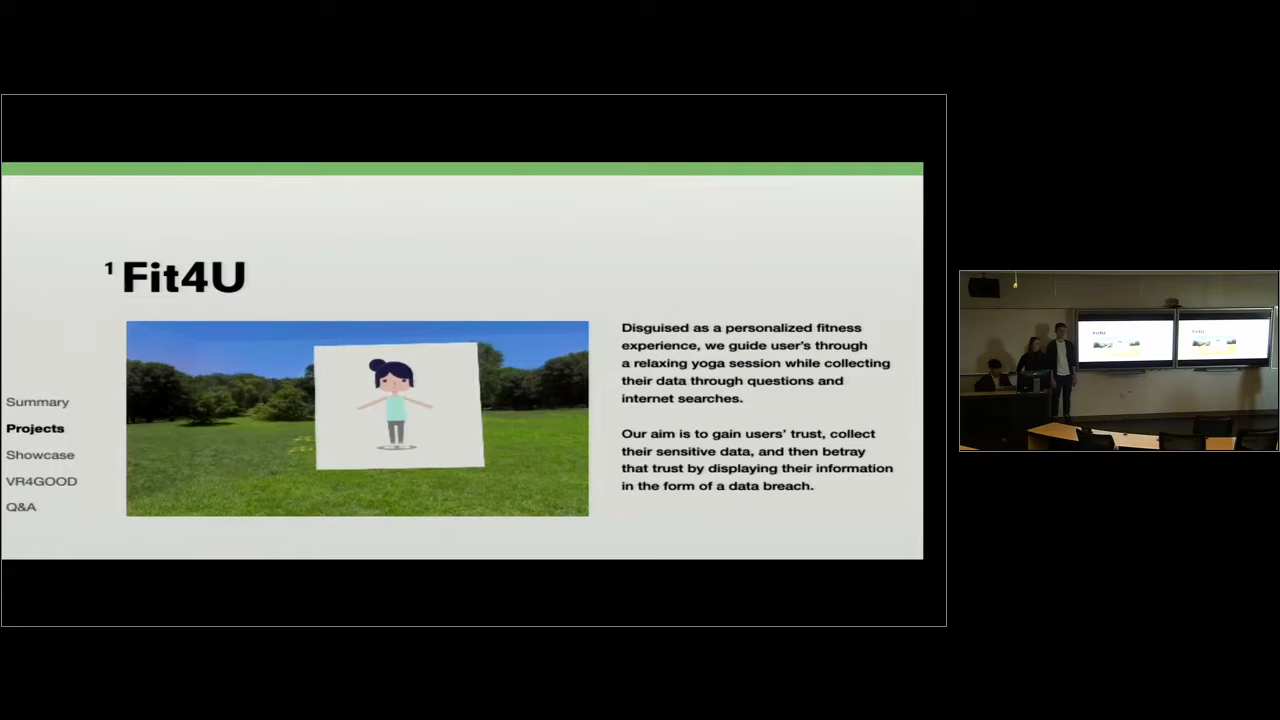 1 Fit4U
Disguised as a personalized fitness
experience, we guide user's through
a relaxing yoga session while collecting
their data through questions and
internet searches.
Our aim is to gain users' trust, collect
their sensitive data, and then betray
that trust by displaying their information
in the form of a data breach.
Summary
Projects
Showcase
VR4GOOD
Q&A